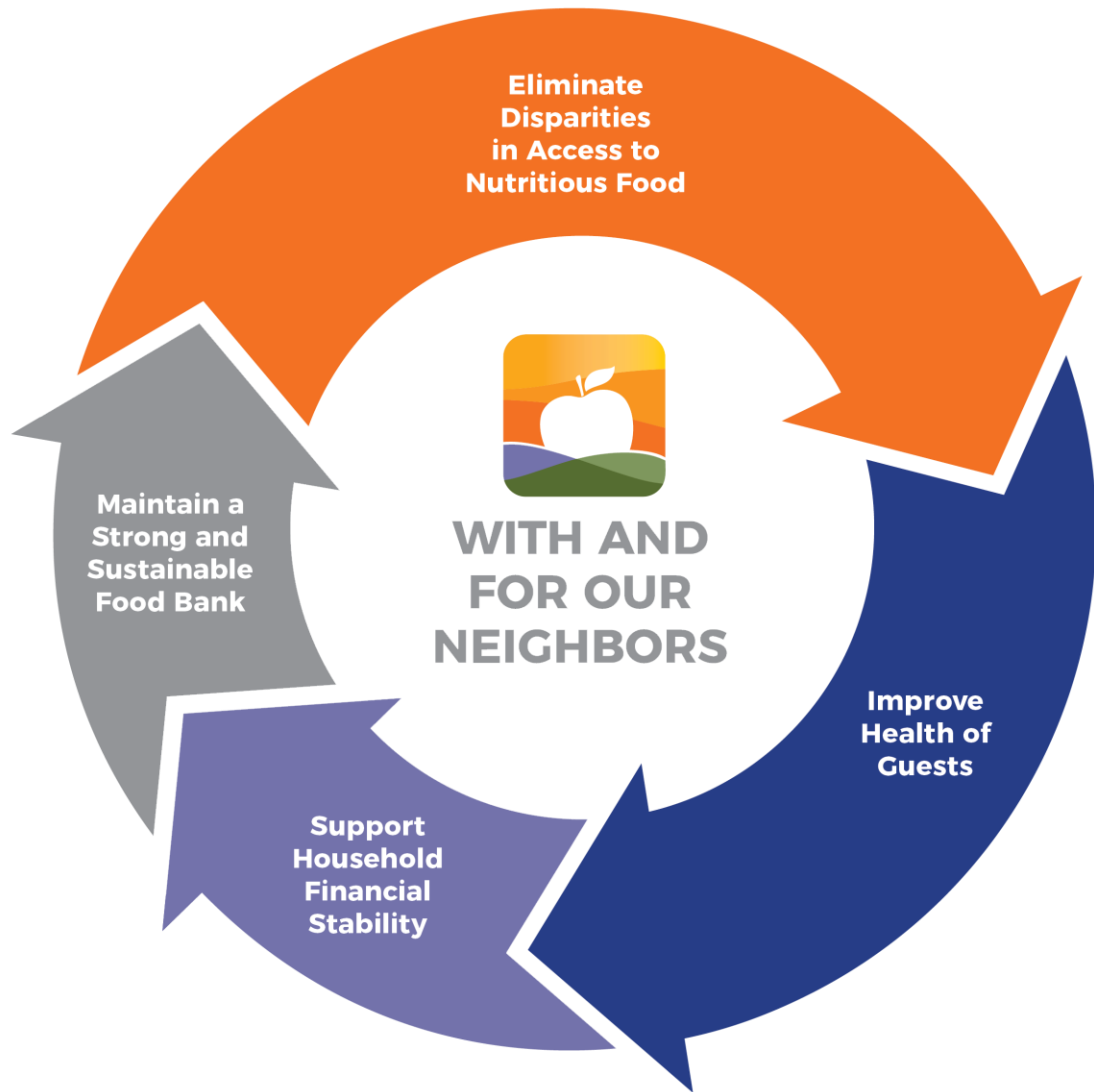 Eliminate
Disparities
in Access to
Nutritious Food
Improve
Health of
Guests
Support
Household
Financial
Stability
Maintain a
Strong and
Sustainable
Food Bank
WITH AND
FOR OUR
NEIGHBORS